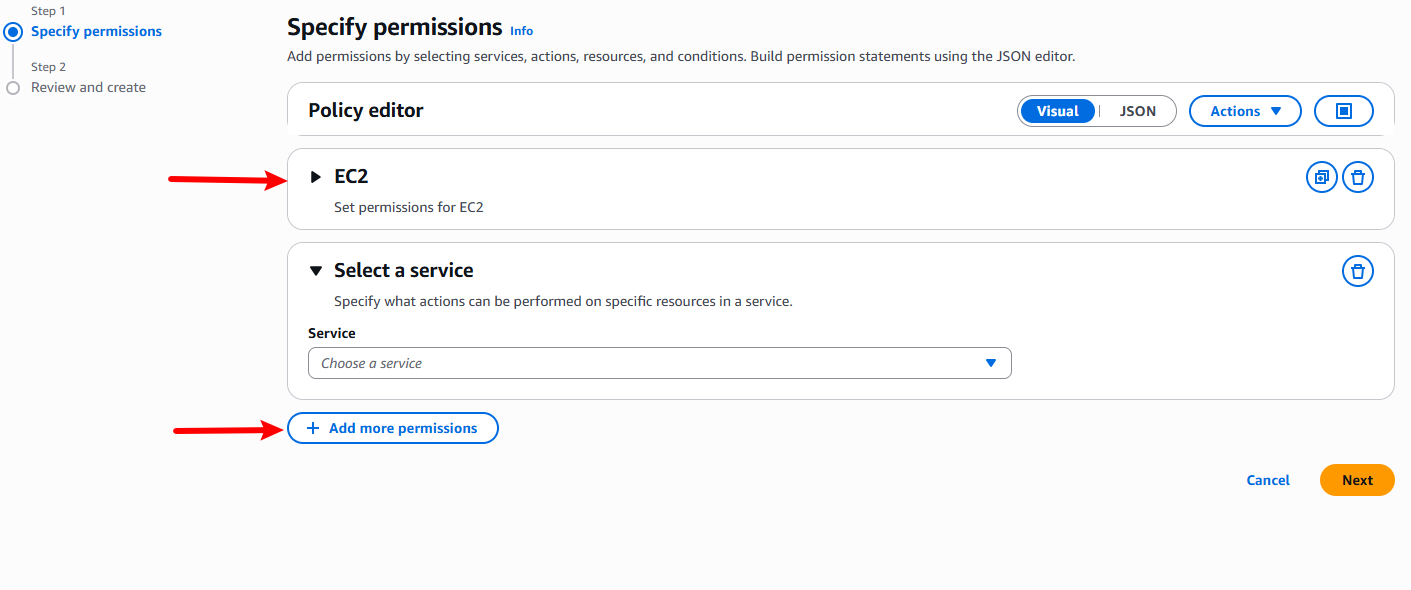 Step 1
Specify permissions
Step 2
Review and create
Specify permissions Info
Add permissions by selecting services, actions, resources, and conditions. Build permission statements using the JSON editor.
Policy editor
Visual JSON Actions
EC2
Set permissions for EC2
Select a service
Specify what actions can be performed on specific resources in a service.
Service
Choose a service
+ Add more permissions
Cancel Next